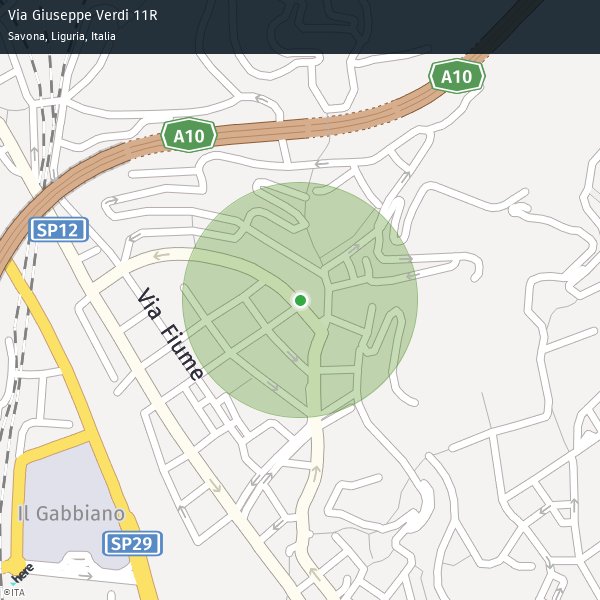 Via Giuseppe Verdi 11R
Savona, Liguria, Italia
A10
A10
SP12
Via Fiume
Il Gabbiano
SP29
here
©ITA